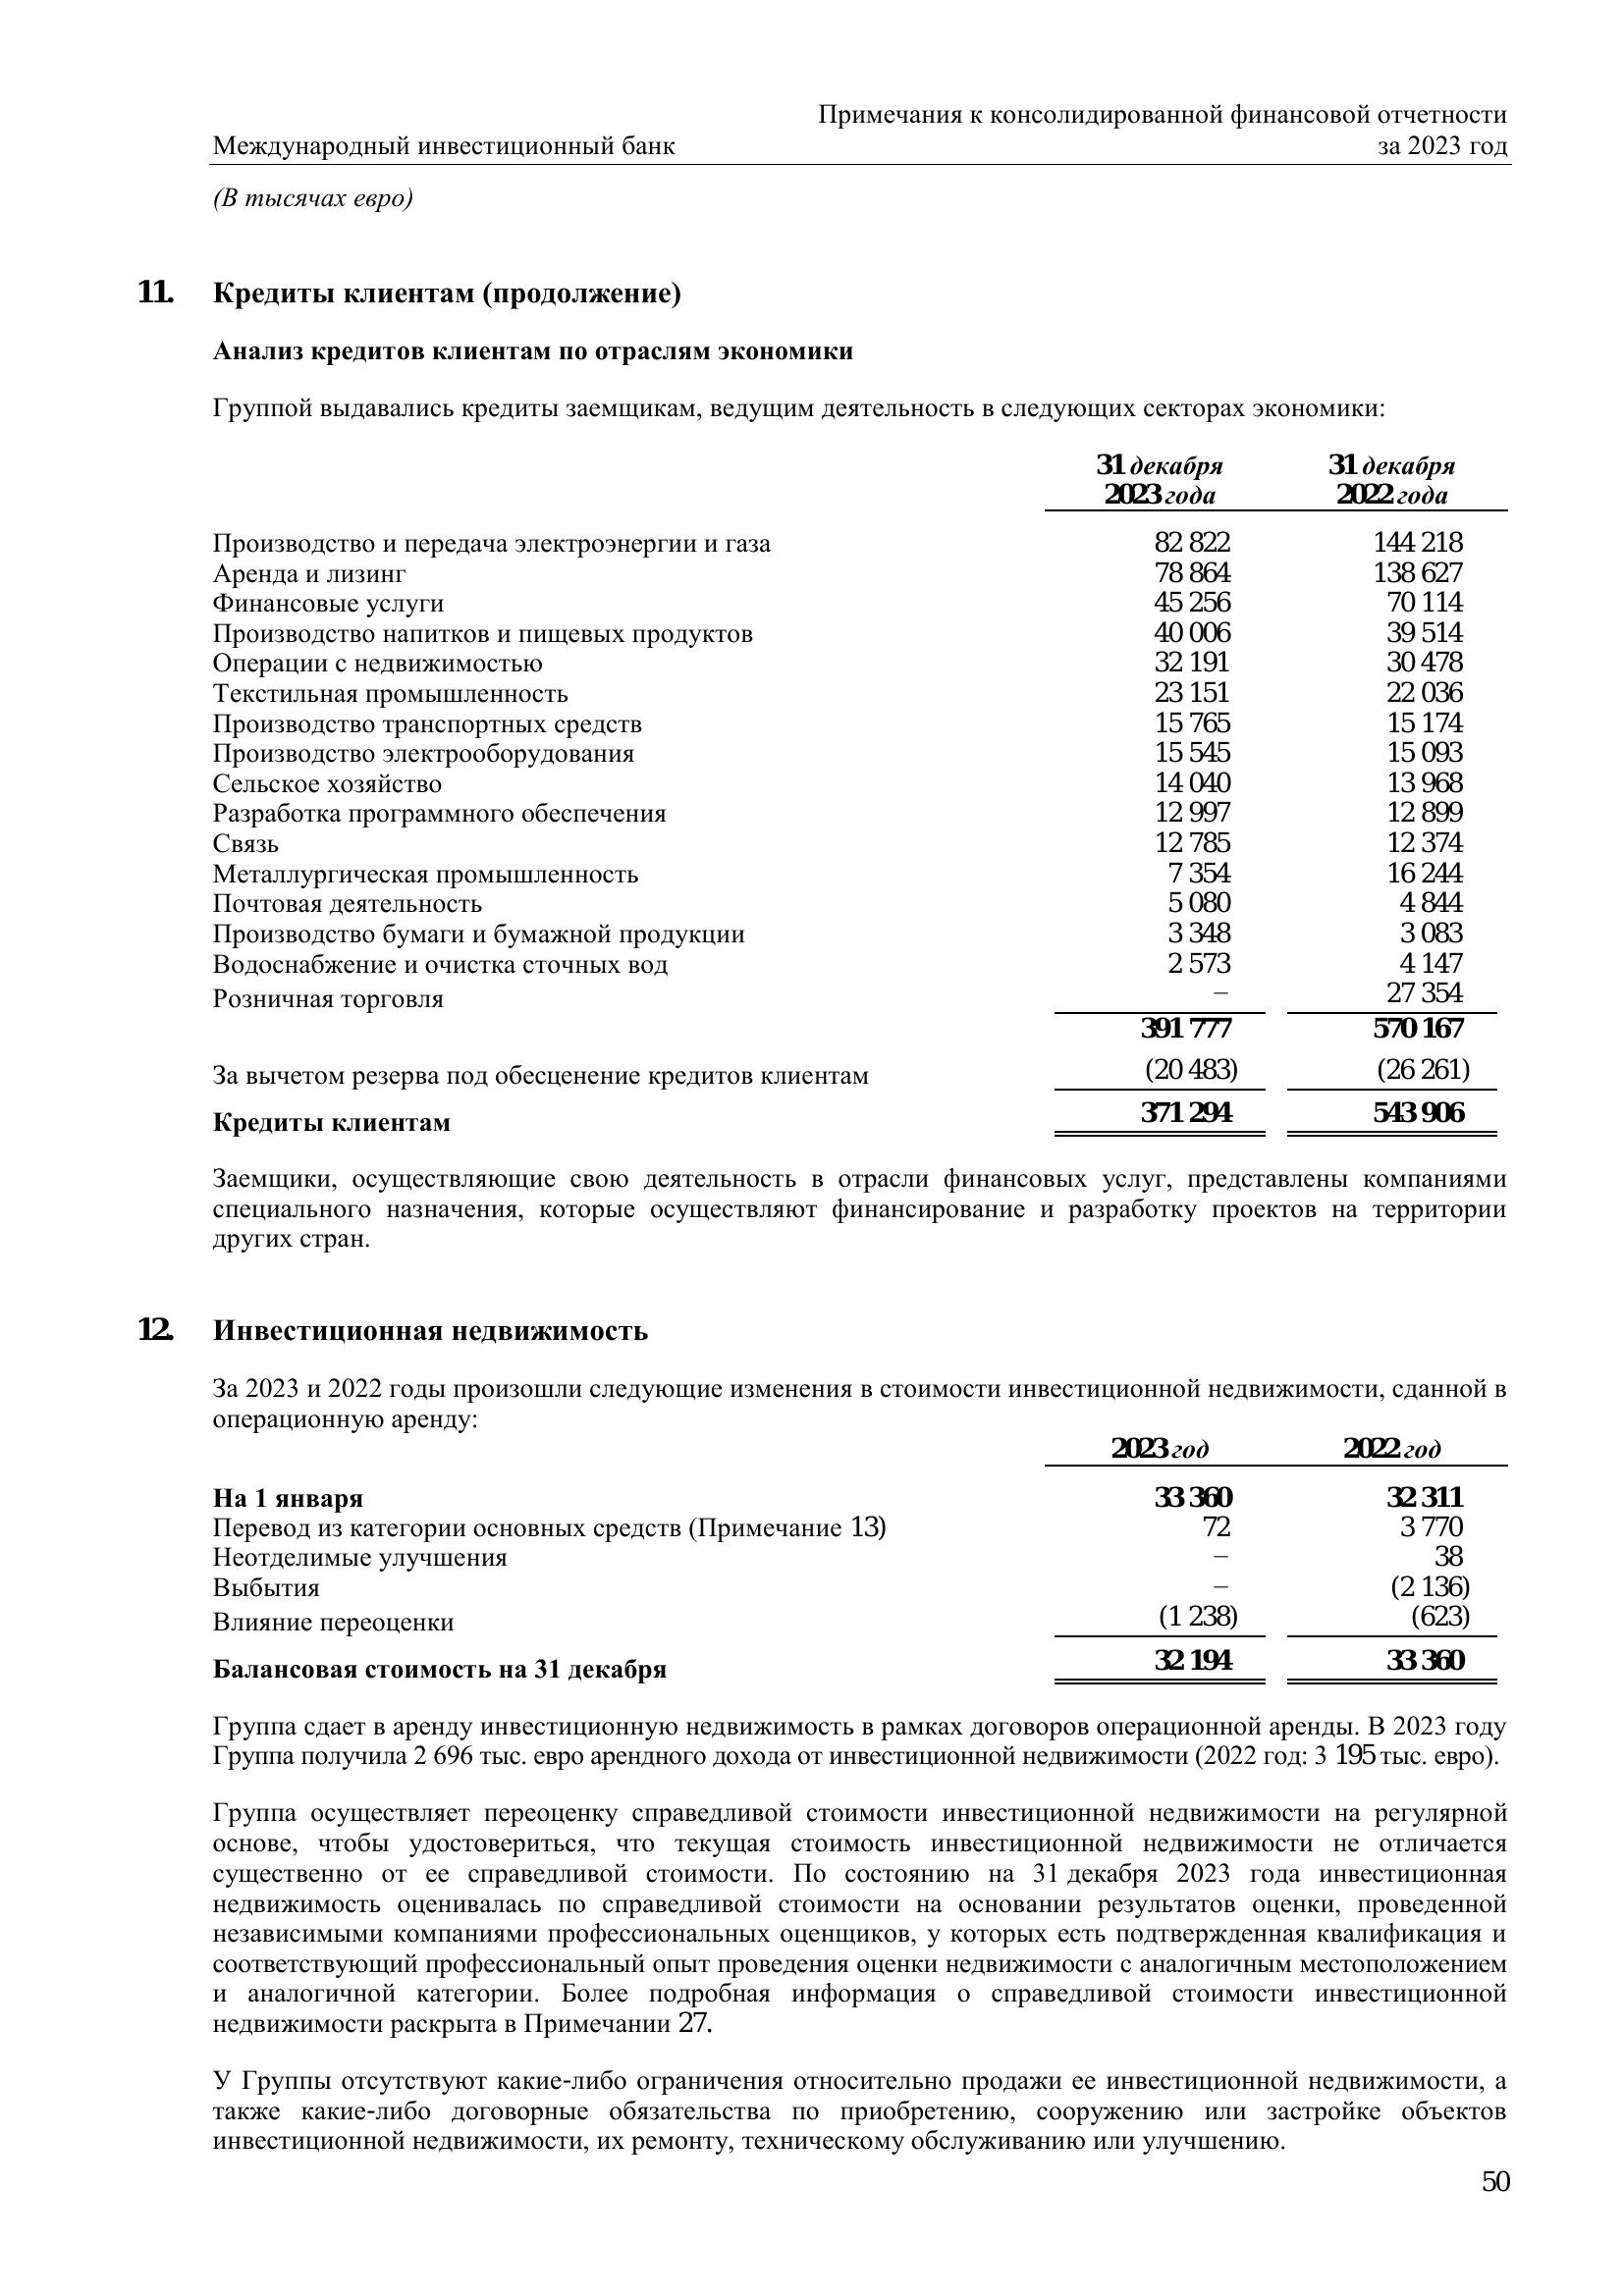 Примечания к консолидированной финансовой отчетности
Международный инвестиционный банк за 2023 год
(В тысячах евро)
11. Кредиты клиентам (продолжение)
Анализ кредитов клиентам по отраслям экономики
Группой выдавались кредиты заемщикам, ведущим деятельность в следующих секторах экономики:
31 декабря 31 декабря
2023 года 2022 года
Производство и передача электроэнергии и газа 82 822 144 218
Аренда и лизинг 78 864 138 627
Финансовые услуги 45 256 70 114
Производство напитков и пищевых продуктов 40 006 39 514
Операции с недвижимостью 32 191 30 478
Текстильная промышленность 23 151 22 036
Производство транспортных средств 15 765 15 174
Производство электрооборудования 15 545 15 093
Сельское хозяйство 14 040 13 968
Разработка программного обеспечения 12 997 12 899
Связь 12 785 12 374
Металлургическая промышленность 7 354 16 244
Почтовая деятельность 5 080 4 844
Производство бумаги и бумажной продукции 3 348 3 083
Водоснабжение и очистка сточных вод 2 573 4 147
Розничная торговля – 27 354
391 777 570 167
За вычетом резерва под обесценение кредитов клиентам (20 483) (26 261)
Кредиты клиентам 371 294 543 906
Заемщики, осуществляющие свою деятельность в отрасли финансовых услуг, представлены компаниями
специального назначения, которые осуществляют финансирование и разработку проектов на территории
других стран.
12. Инвестиционная недвижимость
За 2023 и 2022 годы произошли следующие изменения в стоимости инвестиционной недвижимости, сданной в
операционную аренду:
2023 год 2022 год
На 1 января 33 360 32 311
Перевод из категории основных средств (Примечание 13) 72 3 770
Неотделимые улучшения – 38
Выбытия – (2 136)
Влияние переоценки (1 238) (623)
Балансовая стоимость на 31 декабря 32 194 33 360
Группа сдает в аренду инвестиционную недвижимость в рамках договоров операционной аренды. В 2023 году
Группа получила 2 696 тыс. евро арендного дохода от инвестиционной недвижимости (2022 год: 3 195 тыс. евро).
Группа осуществляет переоценку справедливой стоимости инвестиционной недвижимости на регулярной
основе, чтобы удостовериться, что текущая стоимость инвестиционной недвижимости не отличается
существенно от ее справедливой стоимости. По состоянию на 31 декабря 2023 года инвестиционная
недвижимость оценивалась по справедливой стоимости на основании результатов оценки, проведенной
независимыми компаниями профессиональных оценщиков, у которых есть подтвержденная квалификация и
соответствующий профессиональный опыт проведения оценки недвижимости с аналогичным местоположением
и аналогичной категории. Более подробная информация о справедливой стоимости инвестиционной
недвижимости раскрыта в Примечании 27.
У Группы отсутствуют какие-либо ограничения относительно продажи ее инвестиционной недвижимости, а
также какие-либо договорные обязательства по приобретению, сооружению или застройке объектов
инвестиционной недвижимости, их ремонту, техническому обслуживанию или улучшению.
50